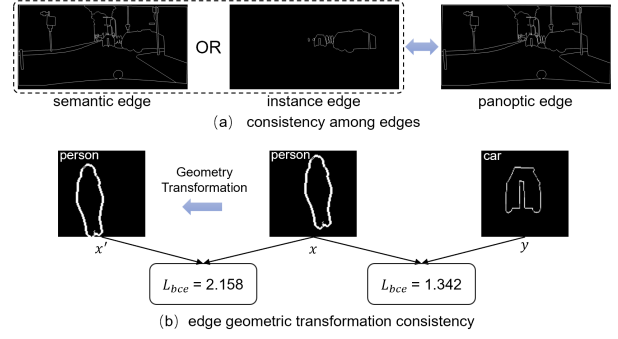 OR
semantic edge
instance edge
panoptic edge
(a) consistency among edges
person
Geometry
Transformation
person
car
x′
x
y
L_bce = 2.158
L_bce = 1.342
(b) edge geometric transformation consistency